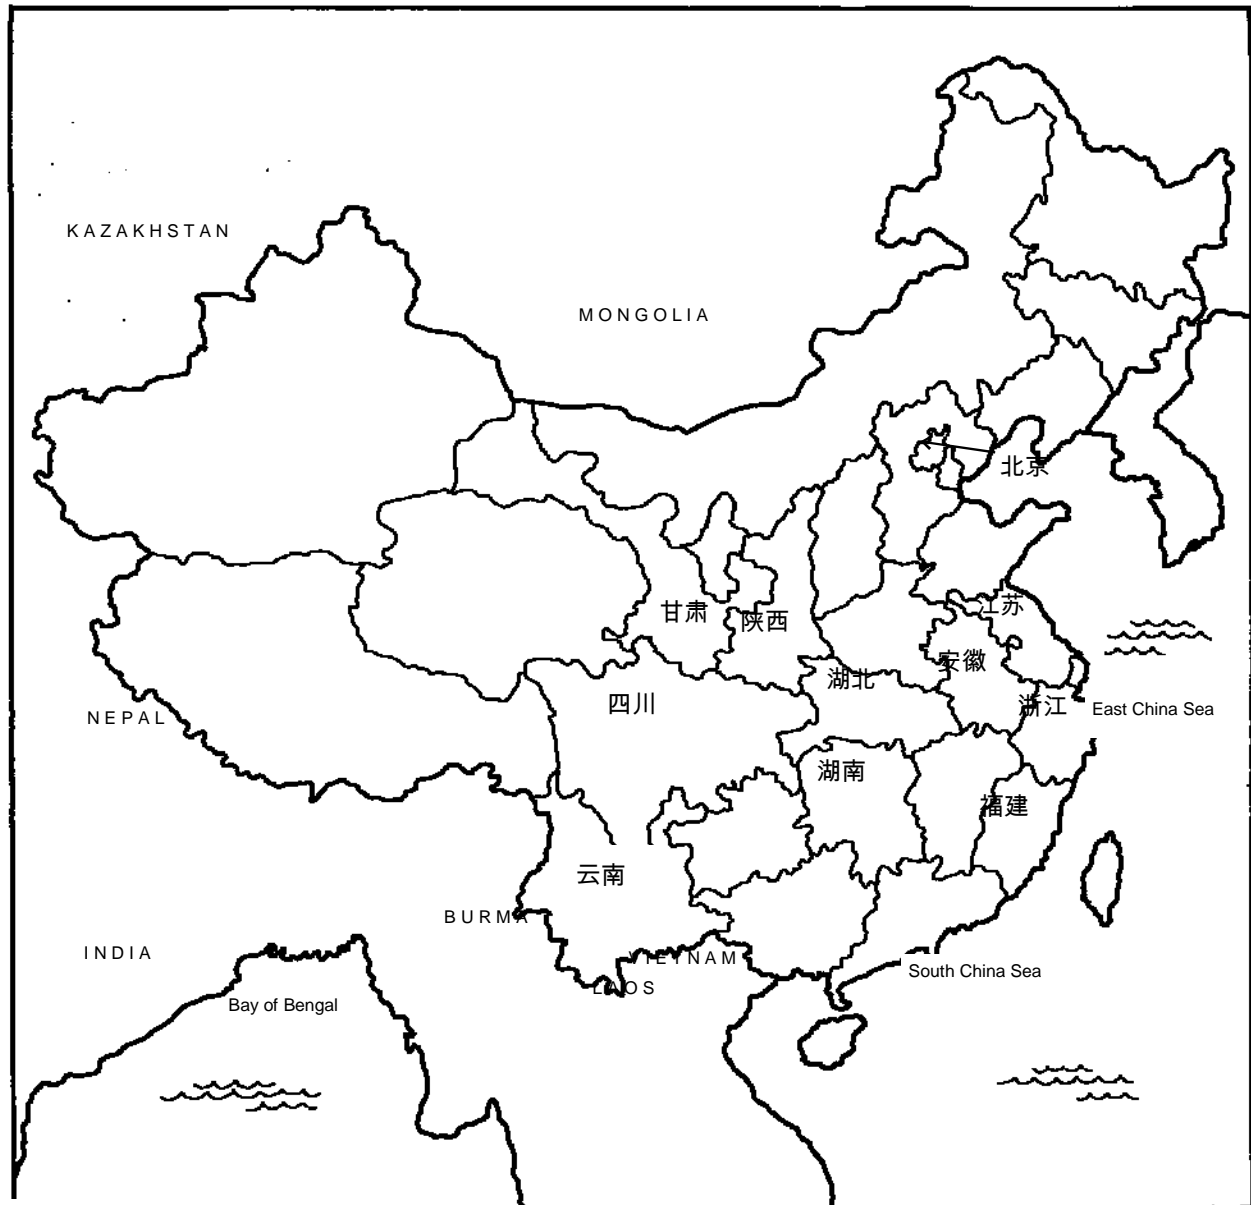 KAZAKHSTAN
MONGOLIA
北京
江苏
甘肃
陕西
安徽
湖北
四川
浙江
East China Sea
NEPAL
湖南
福建
云南
BURMA
INDIA
VIETNAM
South China Sea
LAOS
Bay of Bengal